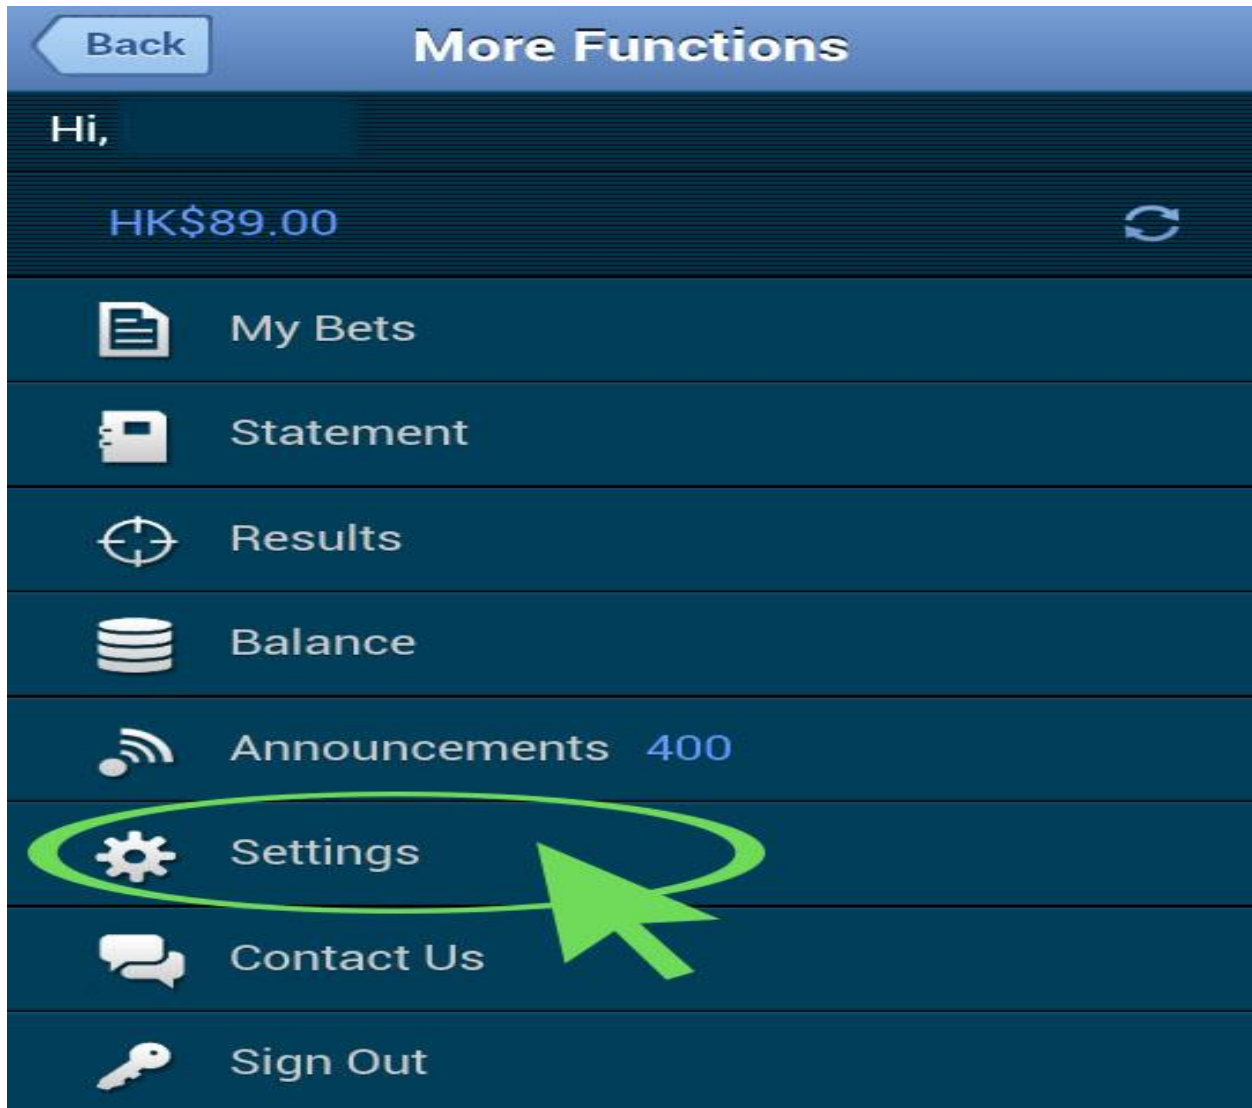 Back
More Functions
Hi,
HK$89.00
My Bets
Statement
Results
Balance
Announcements 400
Settings
Contact Us
Sign Out